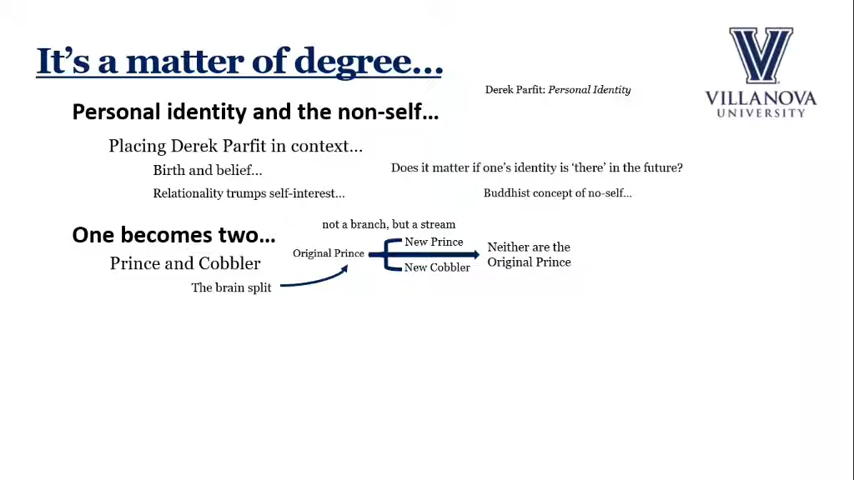 It’s a matter of degree...
Derek Parfit: Personal Identity
VILLANOVA
UNIVERSITY
Personal identity and the non-self...
Placing Derek Parfit in context...
Birth and belief...
Does it matter if one's identity is 'there' in the future?
Relationality trumps self-interest...
Buddhist concept of no-self...
One becomes two...
not a branch, but a stream
Prince and Cobbler
Original Prince
New Prince
New Cobbler
Neither are the
Original Prince
The brain split